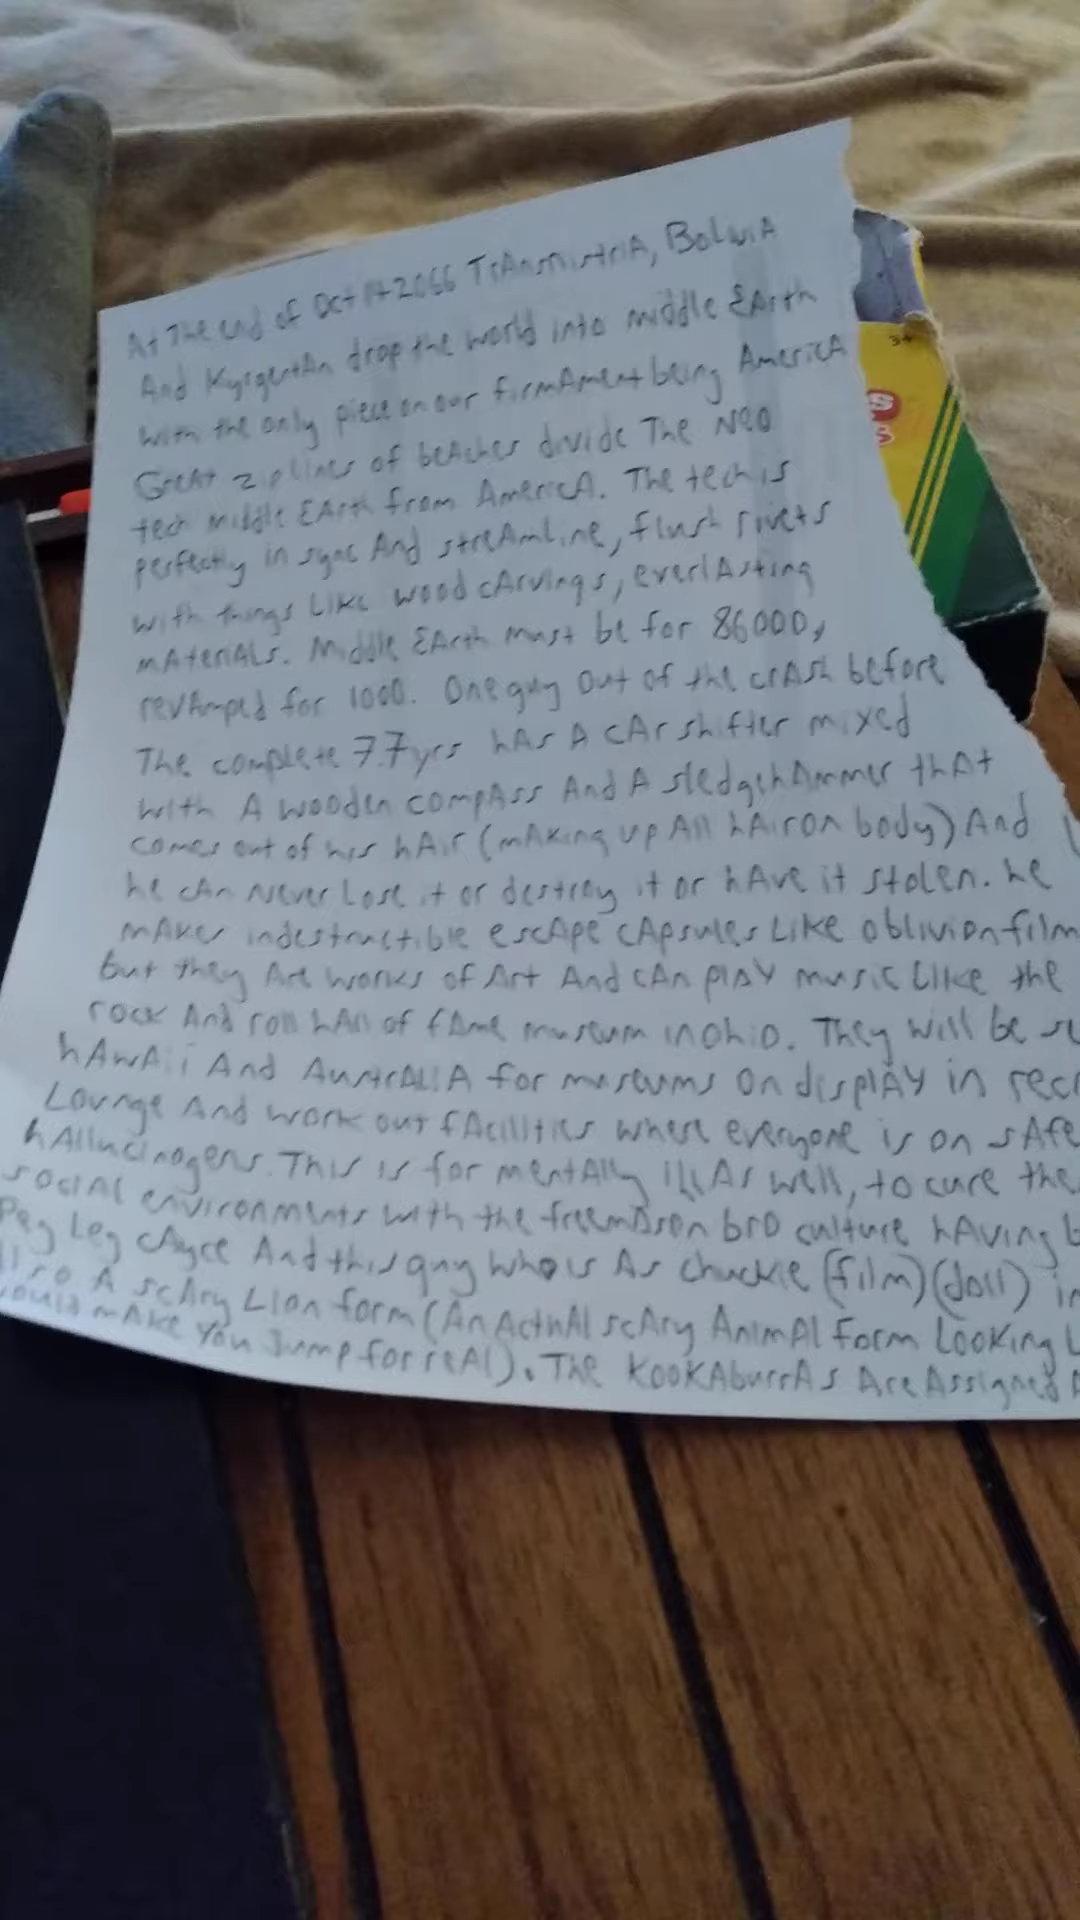 At The end of Oct 2066 TrAnsnistriA, BoliviA
And KyrgestAn drop the world into middle EArth
with the only piece on our firmAment being AmericA
GreAt ziplines of beAches divide The Neo
tech middle EArth from AmericA. The tech is
perfectly in sync And streAmline, flush rivets
with things Like wood cArvings, everlAsting
mAteriALs. Middle EArth must be for 86000,
revAmped for 1000. One guy out of the crAsh before
The complete 7.7yrs hAs A cAr shifter mixed
with A wooden compAss And A sledgehAmmer thAt
comes out of his hAir (mAking up All hAir on body) And
he cAn Never Lose it or destroy it or hAve it stolen. he
mAkes indestructible escApe cApsules Like oblivion film
but they Are works of Art And cAn plAy music Like the
rock And roll hAll of fAme museum in Ohio. They will be
hAwAii And AustrALiA for museums On displAy in
Lounge And work out fAcilities where everyone is on sAfe
hAllucinogens. This is for mentAlly ill As well, to cure the
sociAl environments with the freemAson bro culture hAving
Peg Leg cAyce And this guy who is As chuckie (film)(doll)
A scAry Lion form (An ActuAl scAry AnimAl form Looking
would mAke You Jump for reAl). The KookAburrAs Are Assigned
3+